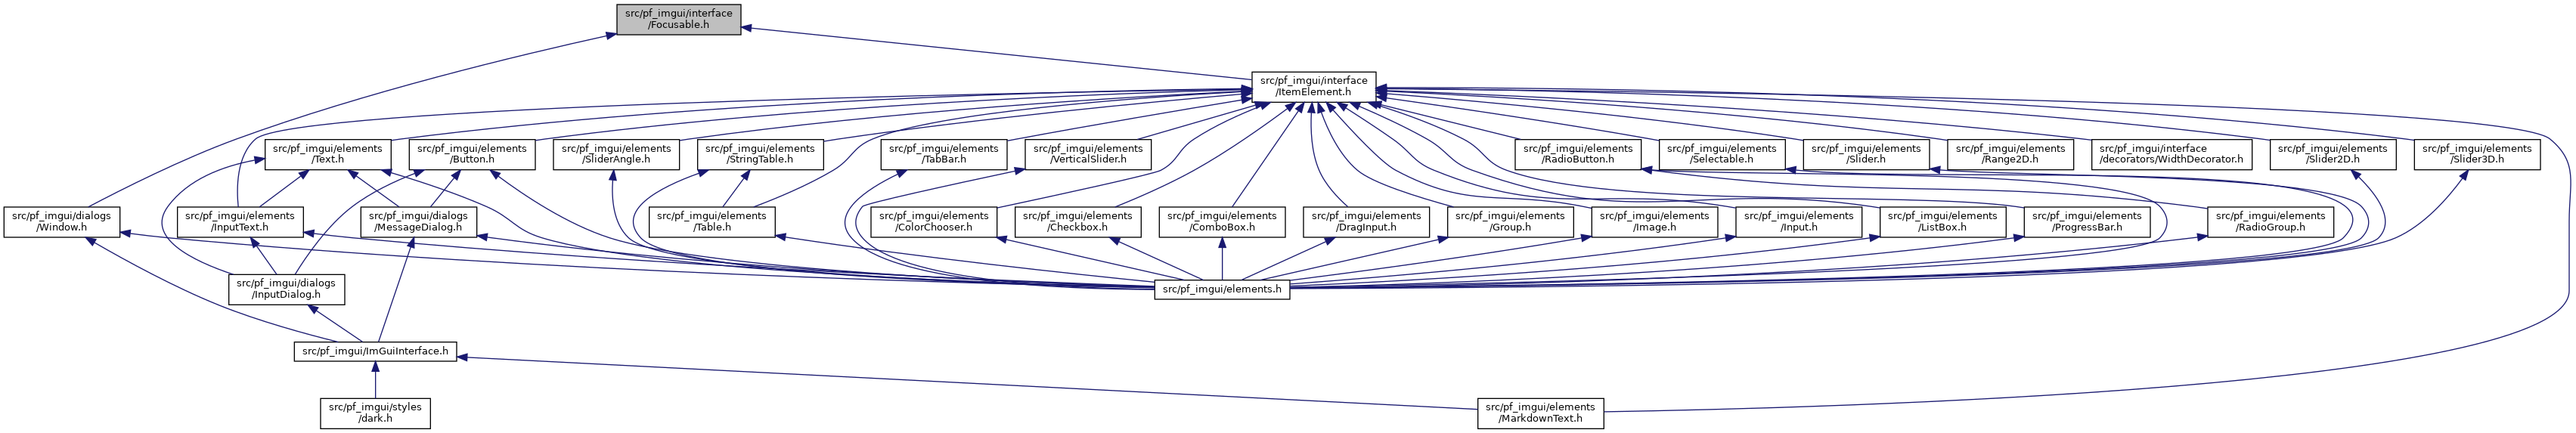 src/pf_imgui/interface
/Focusable.h
src/pf_imgui/interface
/ItemElement.h
src/pf_imgui/elements
/Text.h
src/pf_imgui/elements
/Button.h
src/pf_imgui/elements
/SliderAngle.h
src/pf_imgui/elements
/StringTable.h
src/pf_imgui/elements
/TabBar.h
src/pf_imgui/elements
/VerticalSlider.h
src/pf_imgui/elements
/RadioButton.h
src/pf_imgui/elements
/Selectable.h
src/pf_imgui/elements
/Slider.h
src/pf_imgui/elements
/Range2D.h
src/pf_imgui/interface
/decorators/WidthDecorator.h
src/pf_imgui/elements
/Slider2D.h
src/pf_imgui/elements
/Slider3D.h
src/pf_imgui/dialogs
/Window.h
src/pf_imgui/elements
/InputText.h
src/pf_imgui/dialogs
/MessageDialog.h
src/pf_imgui/elements
/Table.h
src/pf_imgui/elements
/ColorChooser.h
src/pf_imgui/elements
/Checkbox.h
src/pf_imgui/elements
/ComboBox.h
src/pf_imgui/elements
/DragInput.h
src/pf_imgui/elements
/Group.h
src/pf_imgui/elements
/Image.h
src/pf_imgui/elements
/Input.h
src/pf_imgui/elements
/ListBox.h
src/pf_imgui/elements
/ProgressBar.h
src/pf_imgui/elements
/RadioGroup.h
src/pf_imgui/dialogs
/InputDialog.h
src/pf_imgui/elements.h
src/pf_imgui/ImGuiInterface.h
src/pf_imgui/styles
/dark.h
src/pf_imgui/elements
/MarkdownText.h